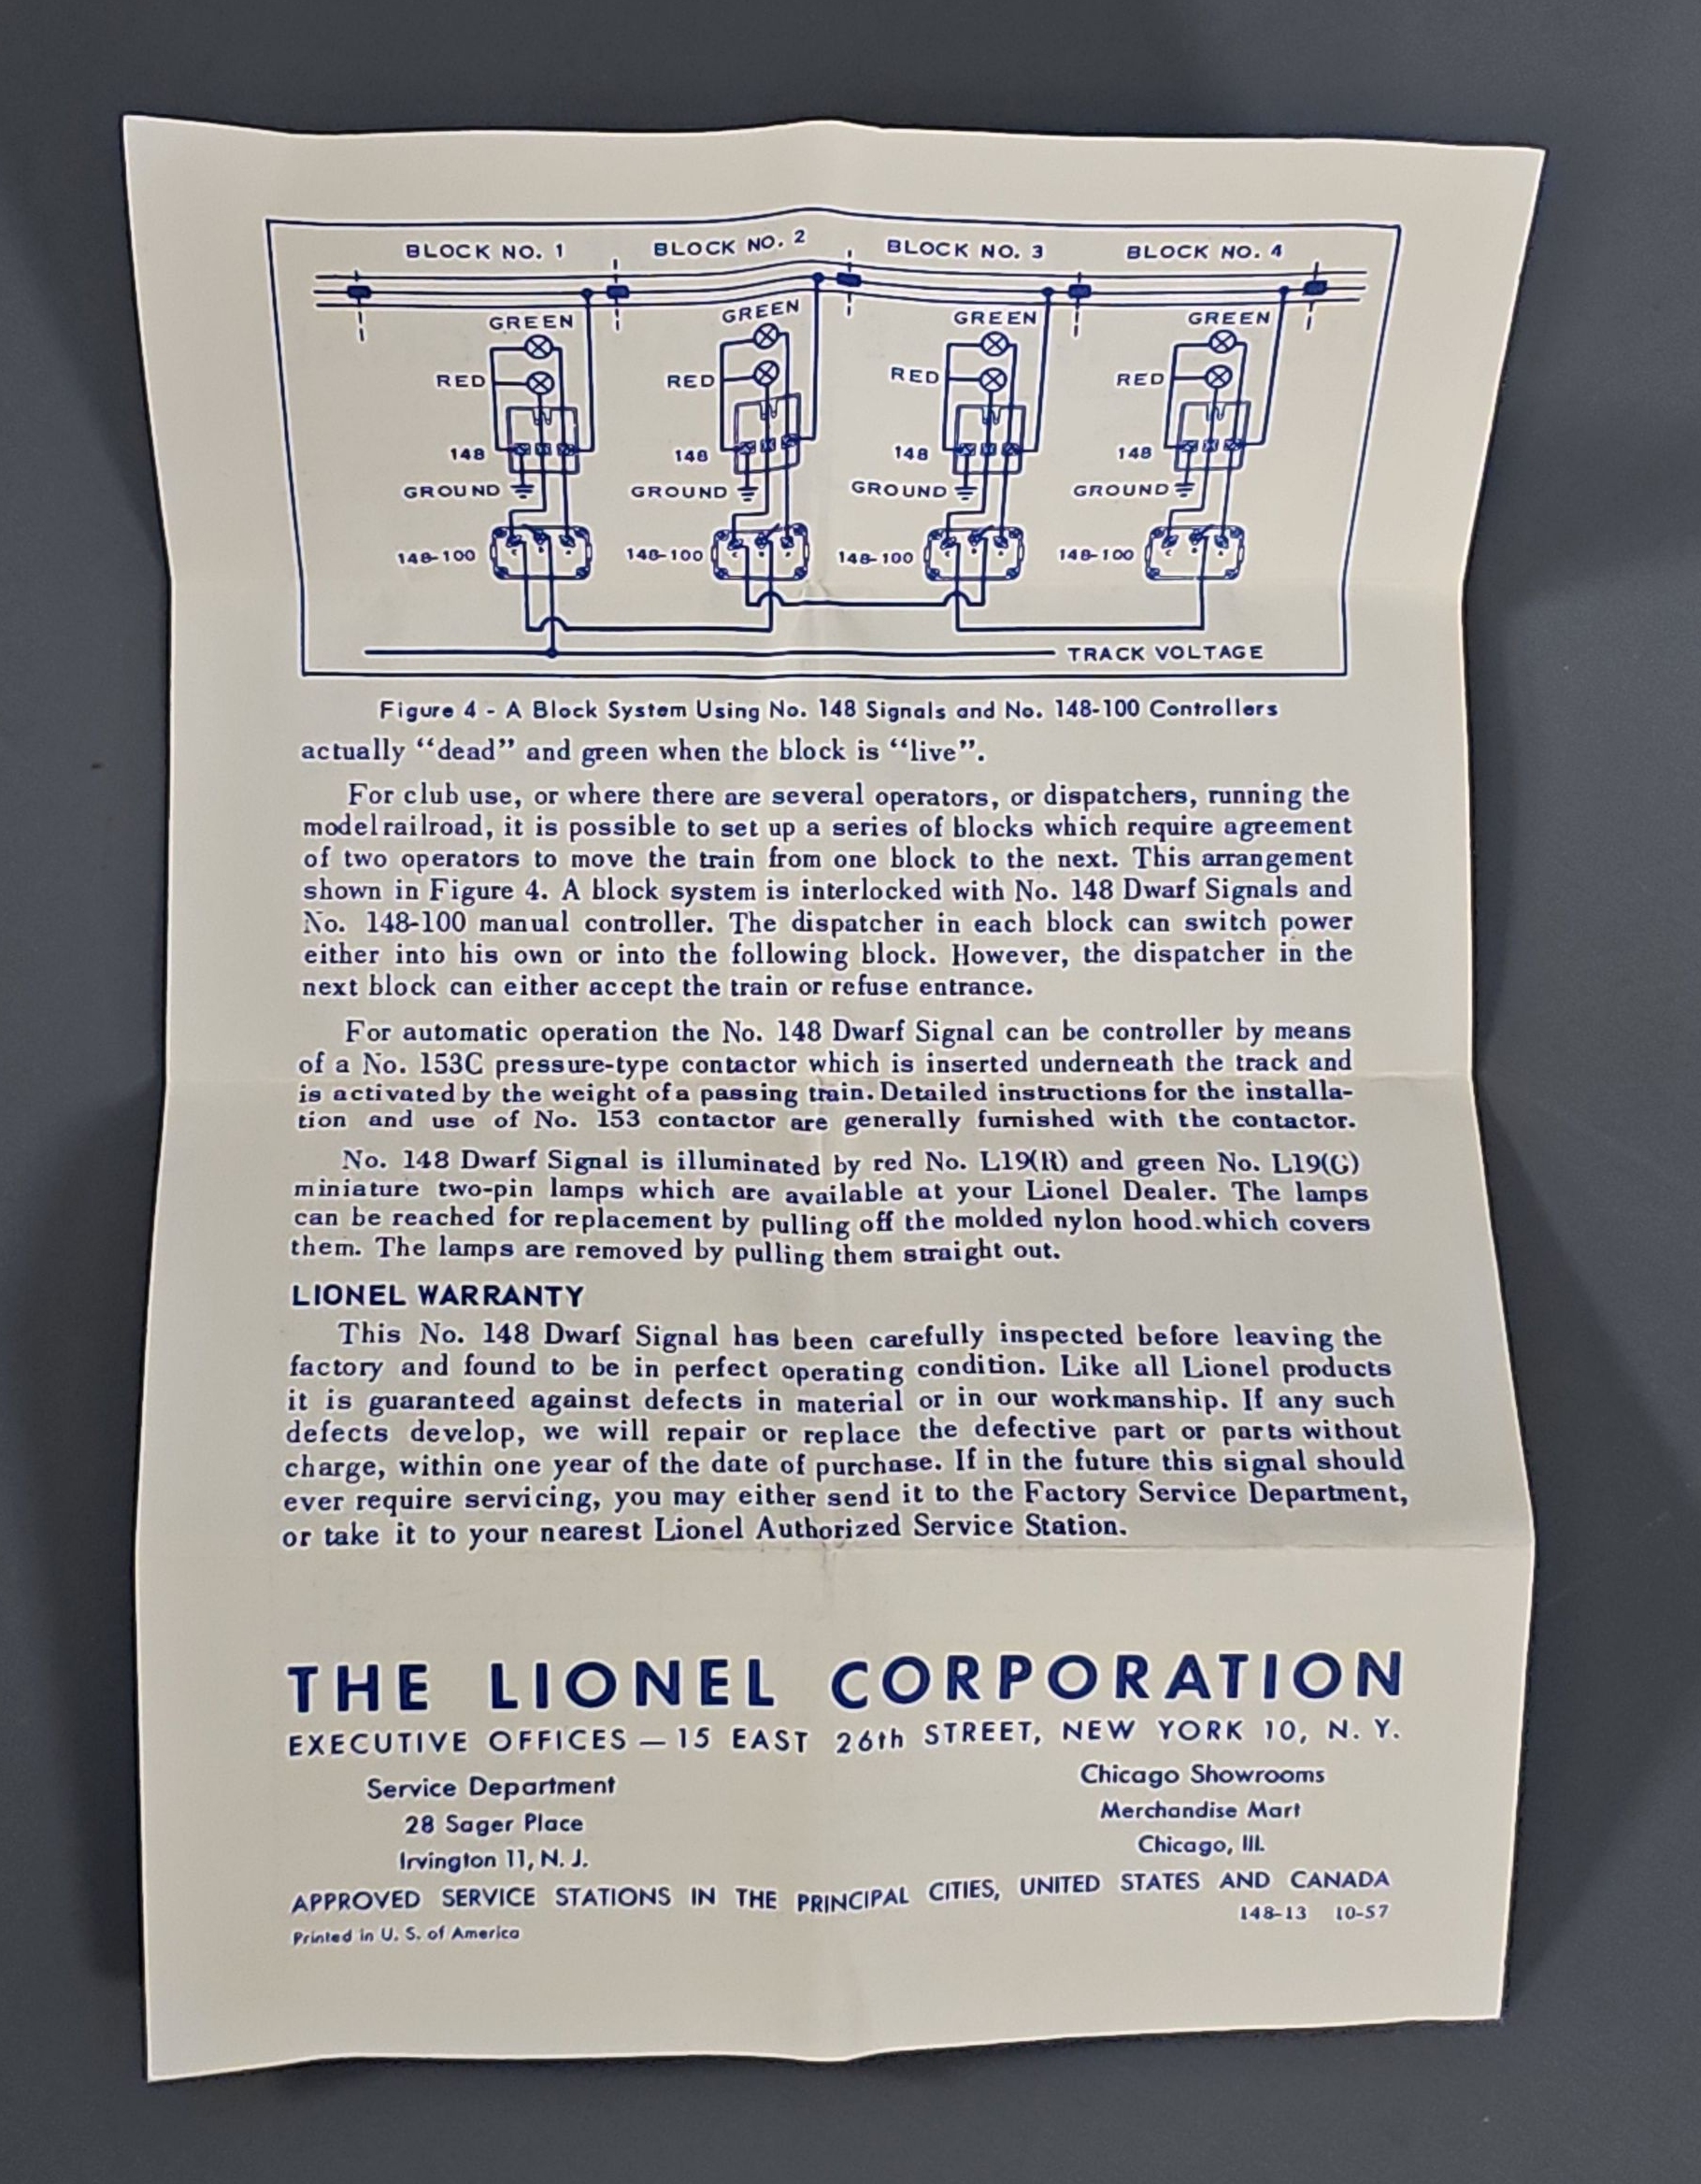 BLOCK NO. 1 BLOCK NO. 2 BLOCK NO. 3 BLOCK NO. 4
GREEN GREEN GREEN GREEN
RED RED RED RED
148 148 148 148
GROUND GROUND GROUND GROUND
148-100 148-100 148-100 148-100
TRACK VOLTAGE
Figure 4 - A Block System Using No. 148 Signals and No. 148-100 Controllers
actually “dead” and green when the block is “live”.
For club use, or where there are several operators, or dispatchers, running the
model railroad, it is possible to set up a series of blocks which require agreement
of two operators to move the train from one block to the next. This arrangement
shown in Figure 4. A block system is interlocked with No. 148 Dwarf Signals and
No. 148-100 manual controller. The dispatcher in each block can switch power
either into his own or into the following block. However, the dispatcher in the
next block can either accept the train or refuse entrance.
For automatic operation the No. 148 Dwarf Signal can be controller by means
of a No. 153C pressure-type contactor which is inserted underneath the track and
is activated by the weight of a passing train. Detailed instructions for the installa-
tion and use of No. 153 contactor are generally furnished with the contactor.
No. 148 Dwarf Signal is illuminated by red No. L19(R) and green No. L19(G)
miniature two-pin lamps which are available at your Lionel Dealer. The lamps
can be reached for replacement by pulling off the molded nylon hood which covers
them. The lamps are removed by pulling them straight out.
LIONEL WARRANTY
This No. 148 Dwarf Signal has been carefully inspected before leaving the
factory and found to be in perfect operating condition. Like all Lionel products
it is guaranteed against defects in material or in our workmanship. If any such
defects develop, we will repair or replace the defective part or parts without
charge, within one year of the date of purchase. If in the future this signal should
ever require servicing, you may either send it to the Factory Service Department,
or take it to your nearest Lionel Authorized Service Station.
THE LIONEL CORPORATION
EXECUTIVE OFFICES — 15 EAST 26th STREET, NEW YORK 10, N. Y.
Service Department
28 Sager Place
Irvington 11, N. J.
Chicago Showrooms
Merchandise Mart
Chicago, Ill.
APPROVED SERVICE STATIONS IN THE PRINCIPAL CITIES, UNITED STATES AND CANADA
148-13 10-57
Printed in U. S. of America